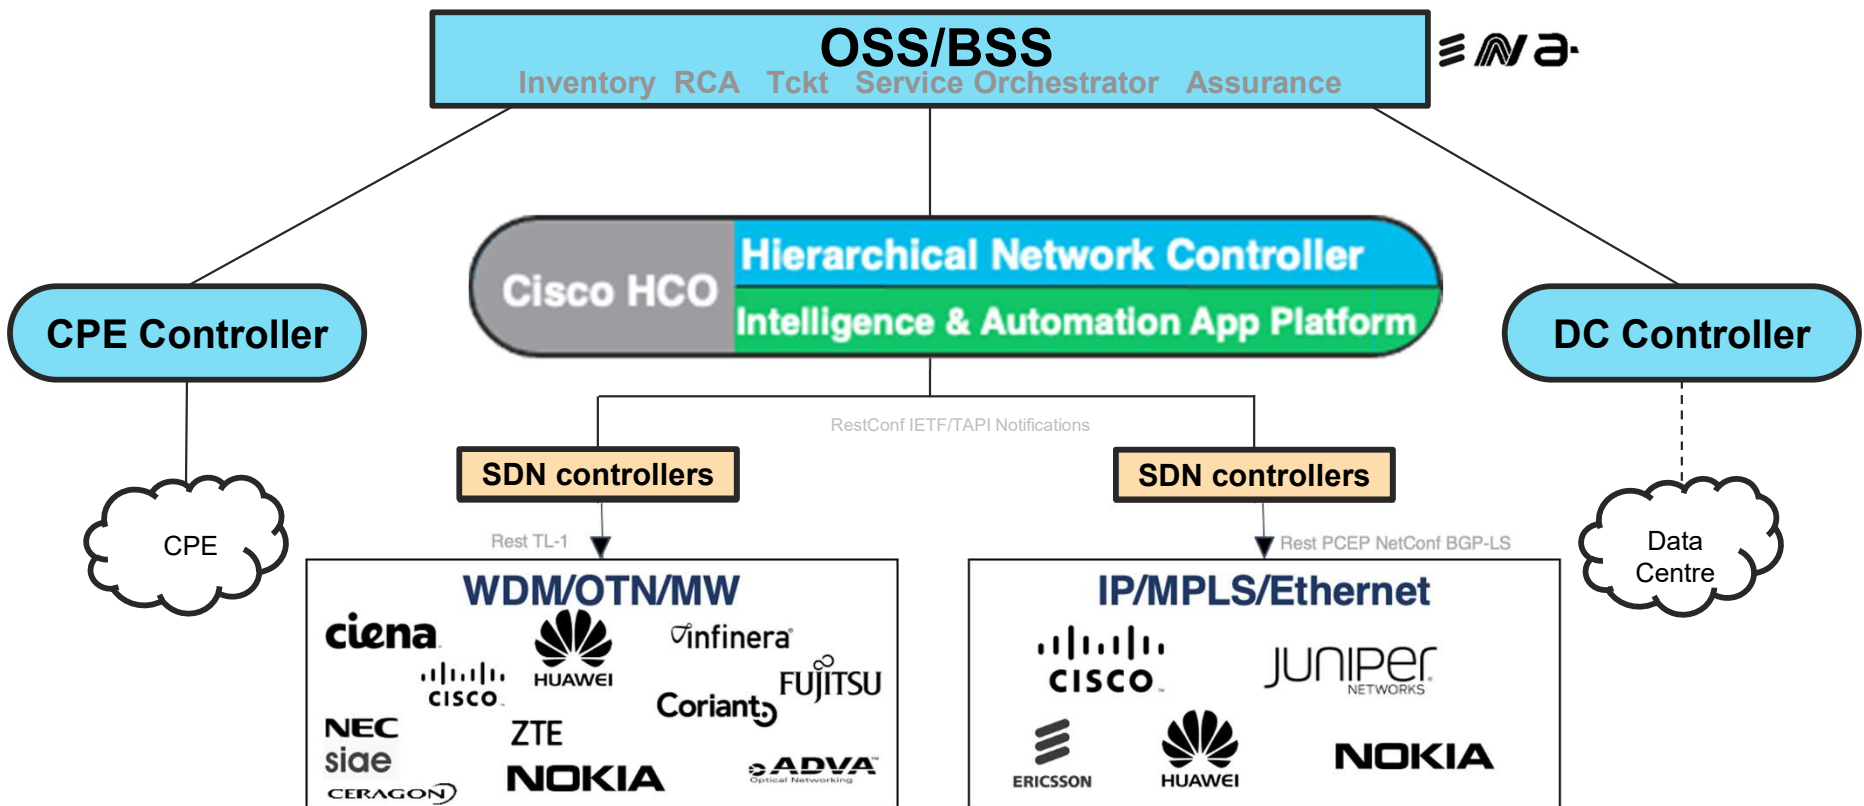 OSS/BSS
Inventory RCA Tckt Service Orchestrator Assurance
Cisco HCO
Hierarchical Network Controller
Intelligence & Automation App Platform
CPE Controller
DC Controller
RestConf IETF/TAPI Notifications
SDN controllers
SDN controllers
CPE
Data
Centre
Rest TL-1
Rest PCEP NetConf BGP-LS
WDM/OTN/MW
ciena
HUAWEI
infinera
CISCO
FUJITSU
Coriant
NEC
siae
ZTE
CERAGON
NOKIA
ADVA
Optical Networking
IP/MPLS/Ethernet
CISCO
JUNIPER
NETWORKS
ERICSSON
HUAWEI
NOKIA